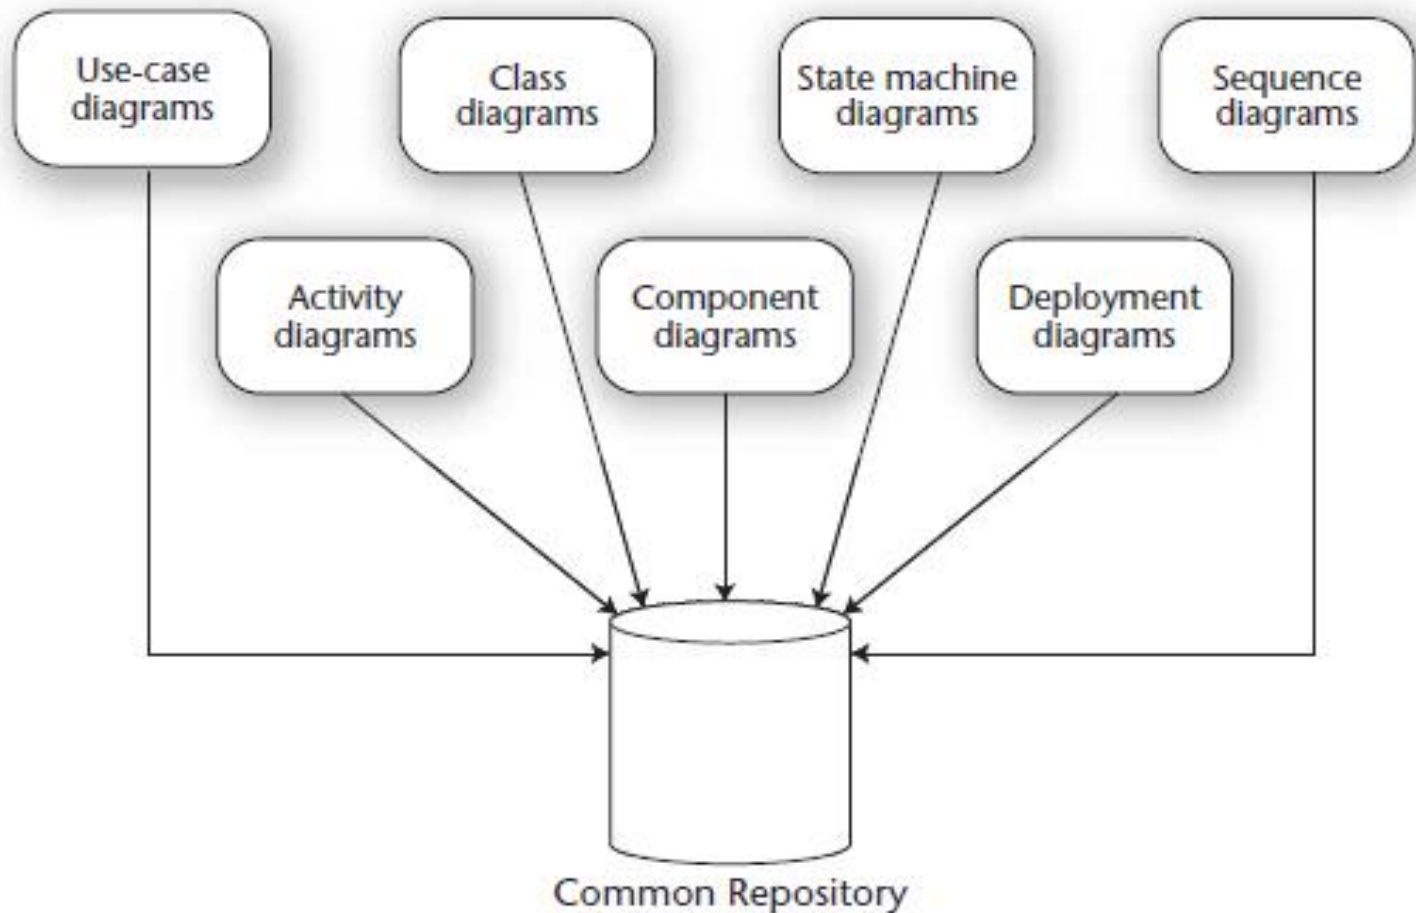 Use-case
diagrams
Class
diagrams
State machine
diagrams
Sequence
diagrams
Activity
diagrams
Component
diagrams
Deployment
diagrams
Common Repository